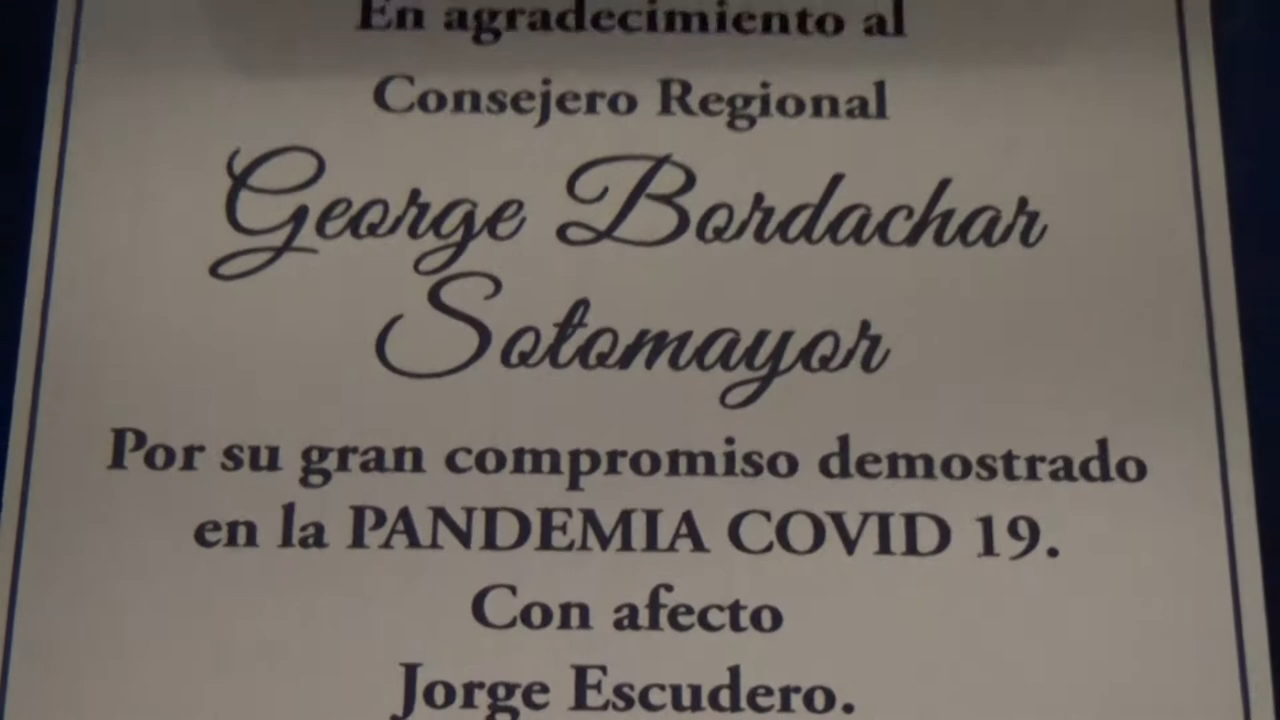 En agradecimiento al
Consejero Regional
George Bordachar
Sotomayor
Por su gran compromiso demostrado
en la PANDEMIA COVID 19.
Con afecto
Jorge Escudero.